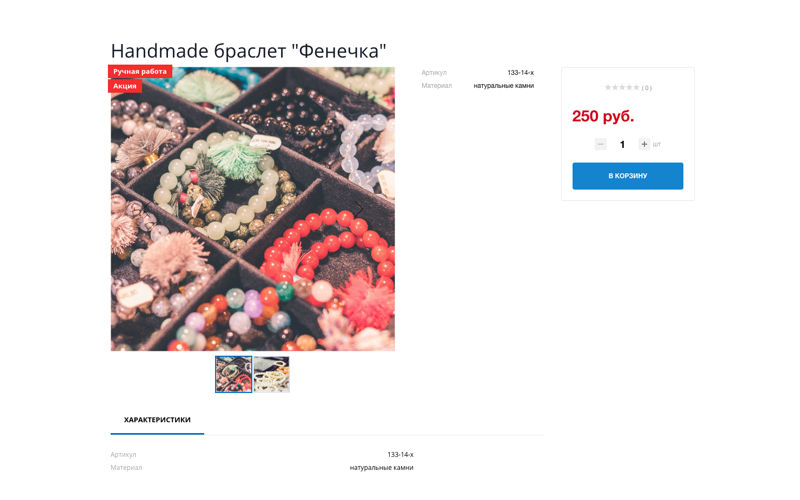 Handmade браслет "Фенечка"
Ручная работа
Акция
Артикул 133-14-х
Материал натуральные камни
( 0 )
250 руб.
− 1 + шт
В КОРЗИНУ
ХАРАКТЕРИСТИКИ
Артикул 133-14-х
Материал натуральные камни